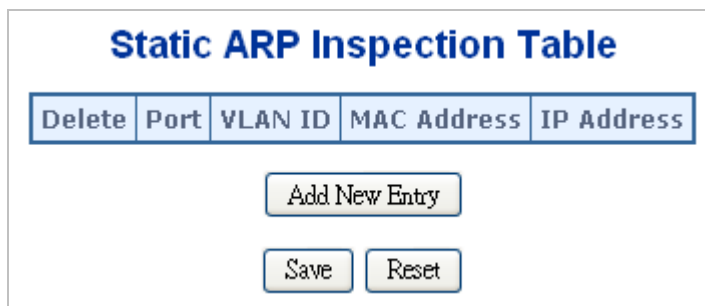 Static ARP Inspection Table
Delete Port VLAN ID MAC Address IP Address
Add New Entry
Save Reset